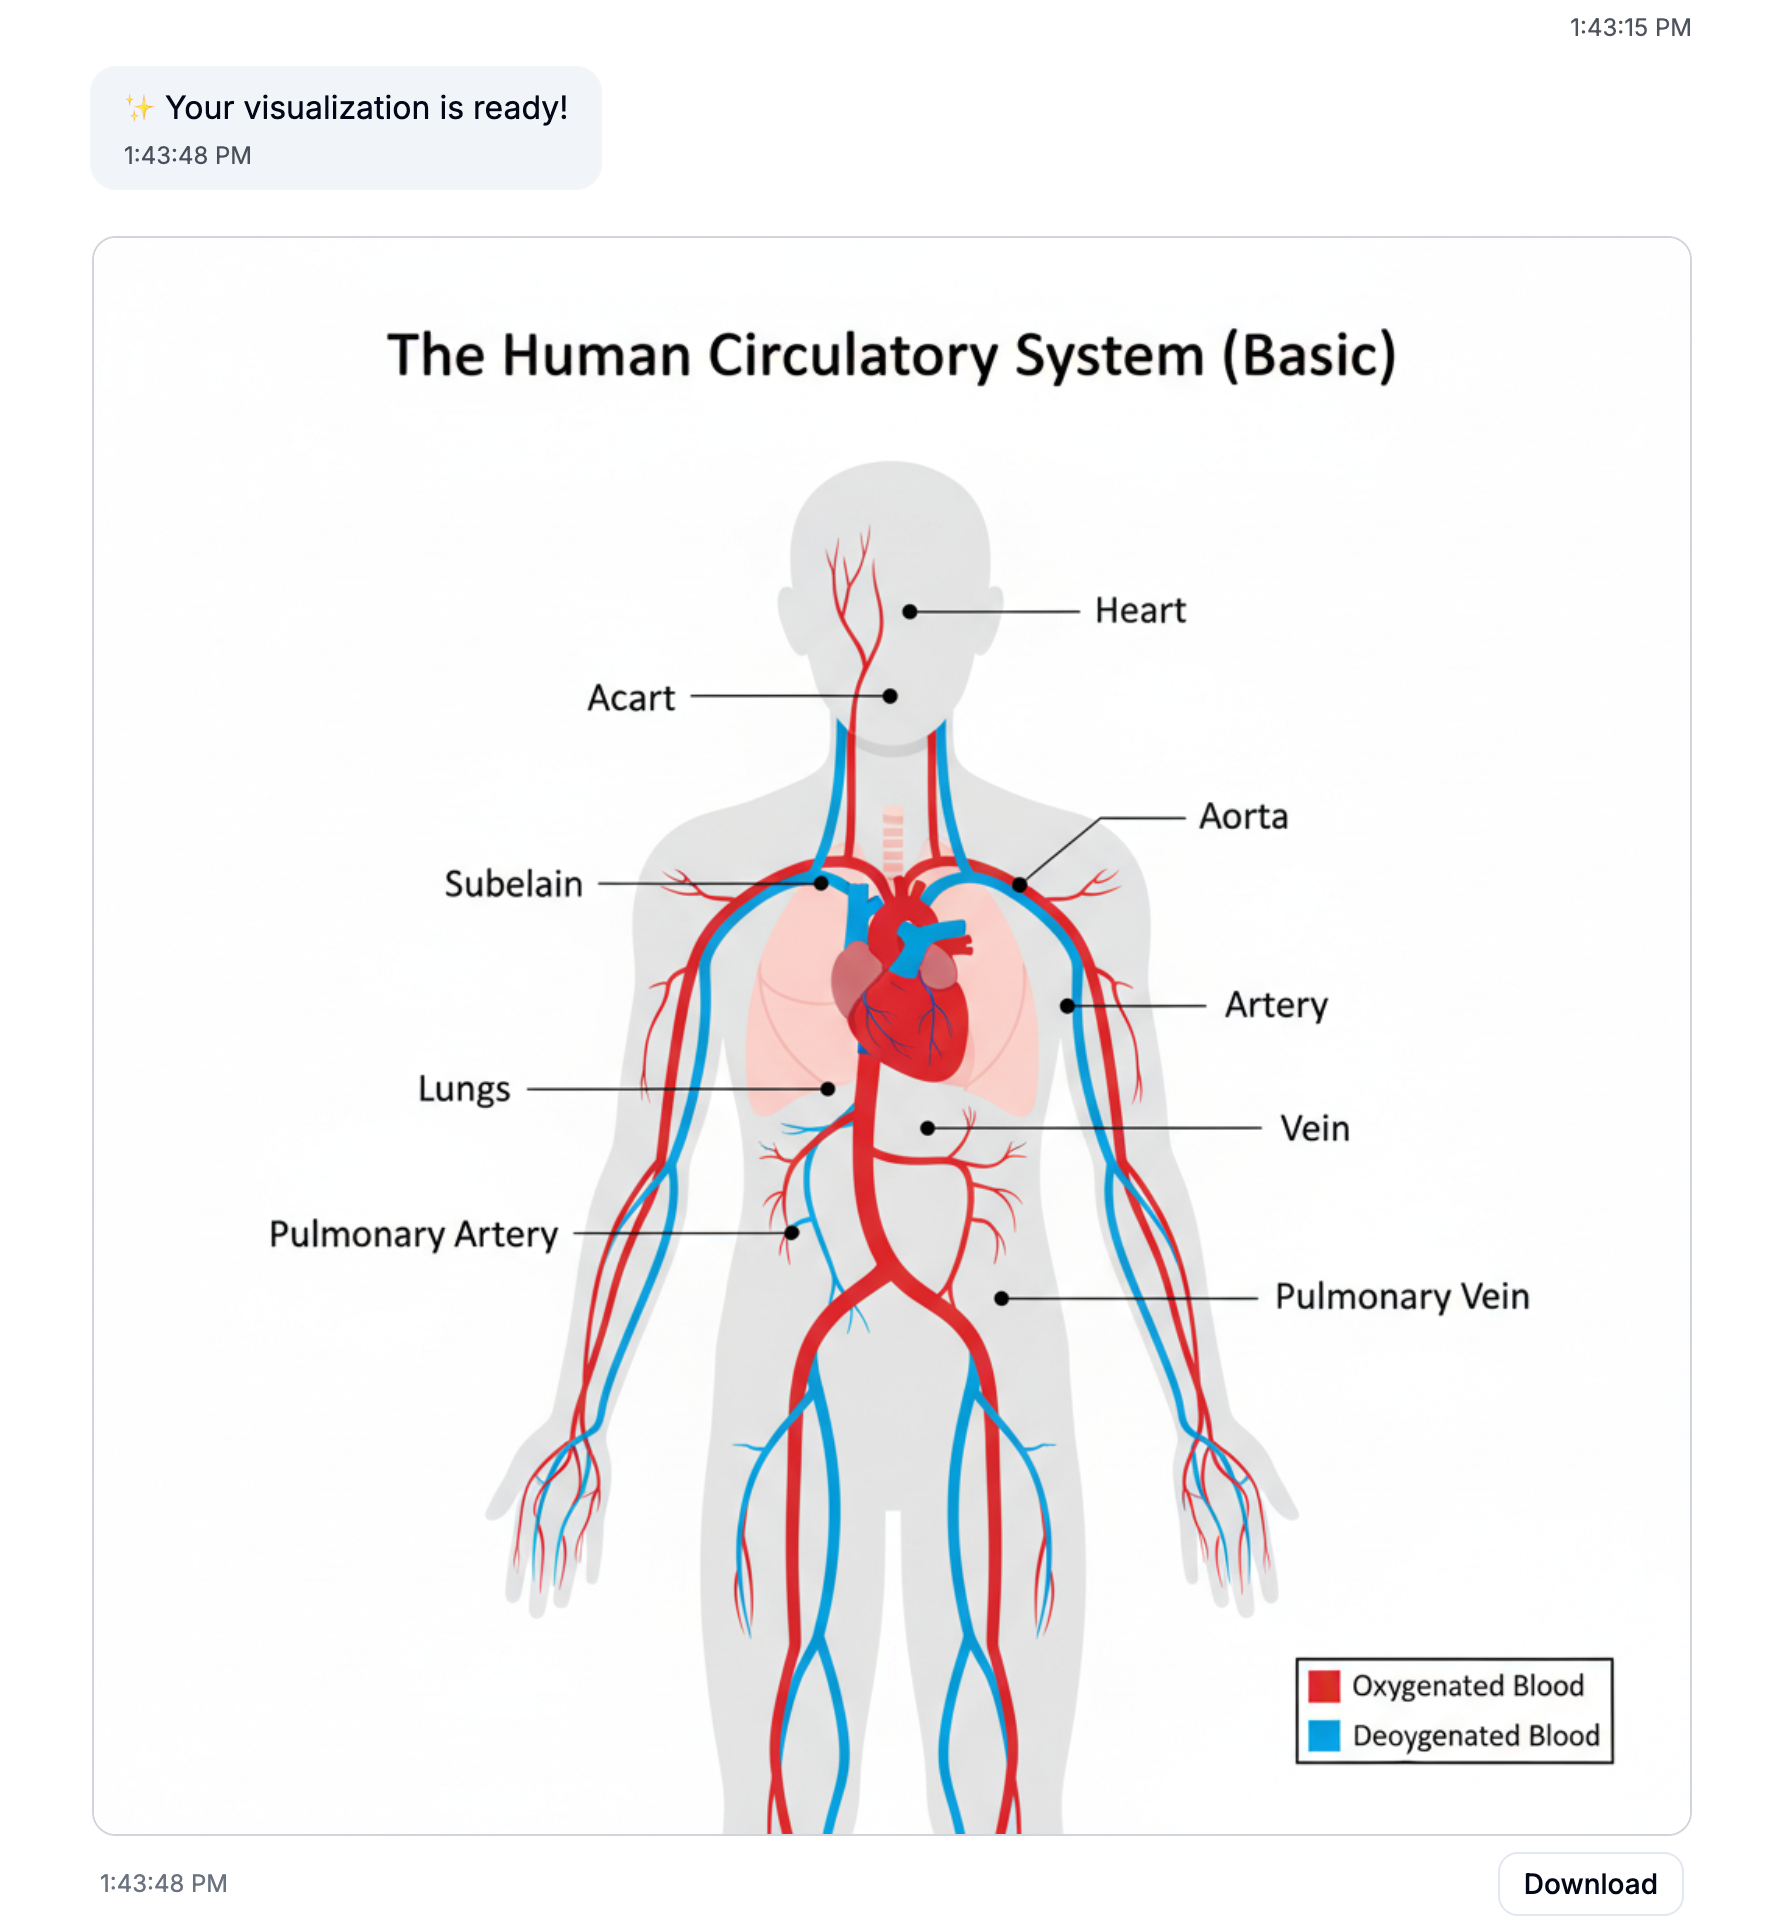 1:43:15 PM
✨ Your visualization is ready!
1:43:48 PM
The Human Circulatory System (Basic)
Heart
Acart
Aorta
Subelain
Artery
Lungs
Vein
Pulmonary Artery
Pulmonary Vein
Oxygenated Blood
Deoygenated Blood
1:43:48 PM
Download